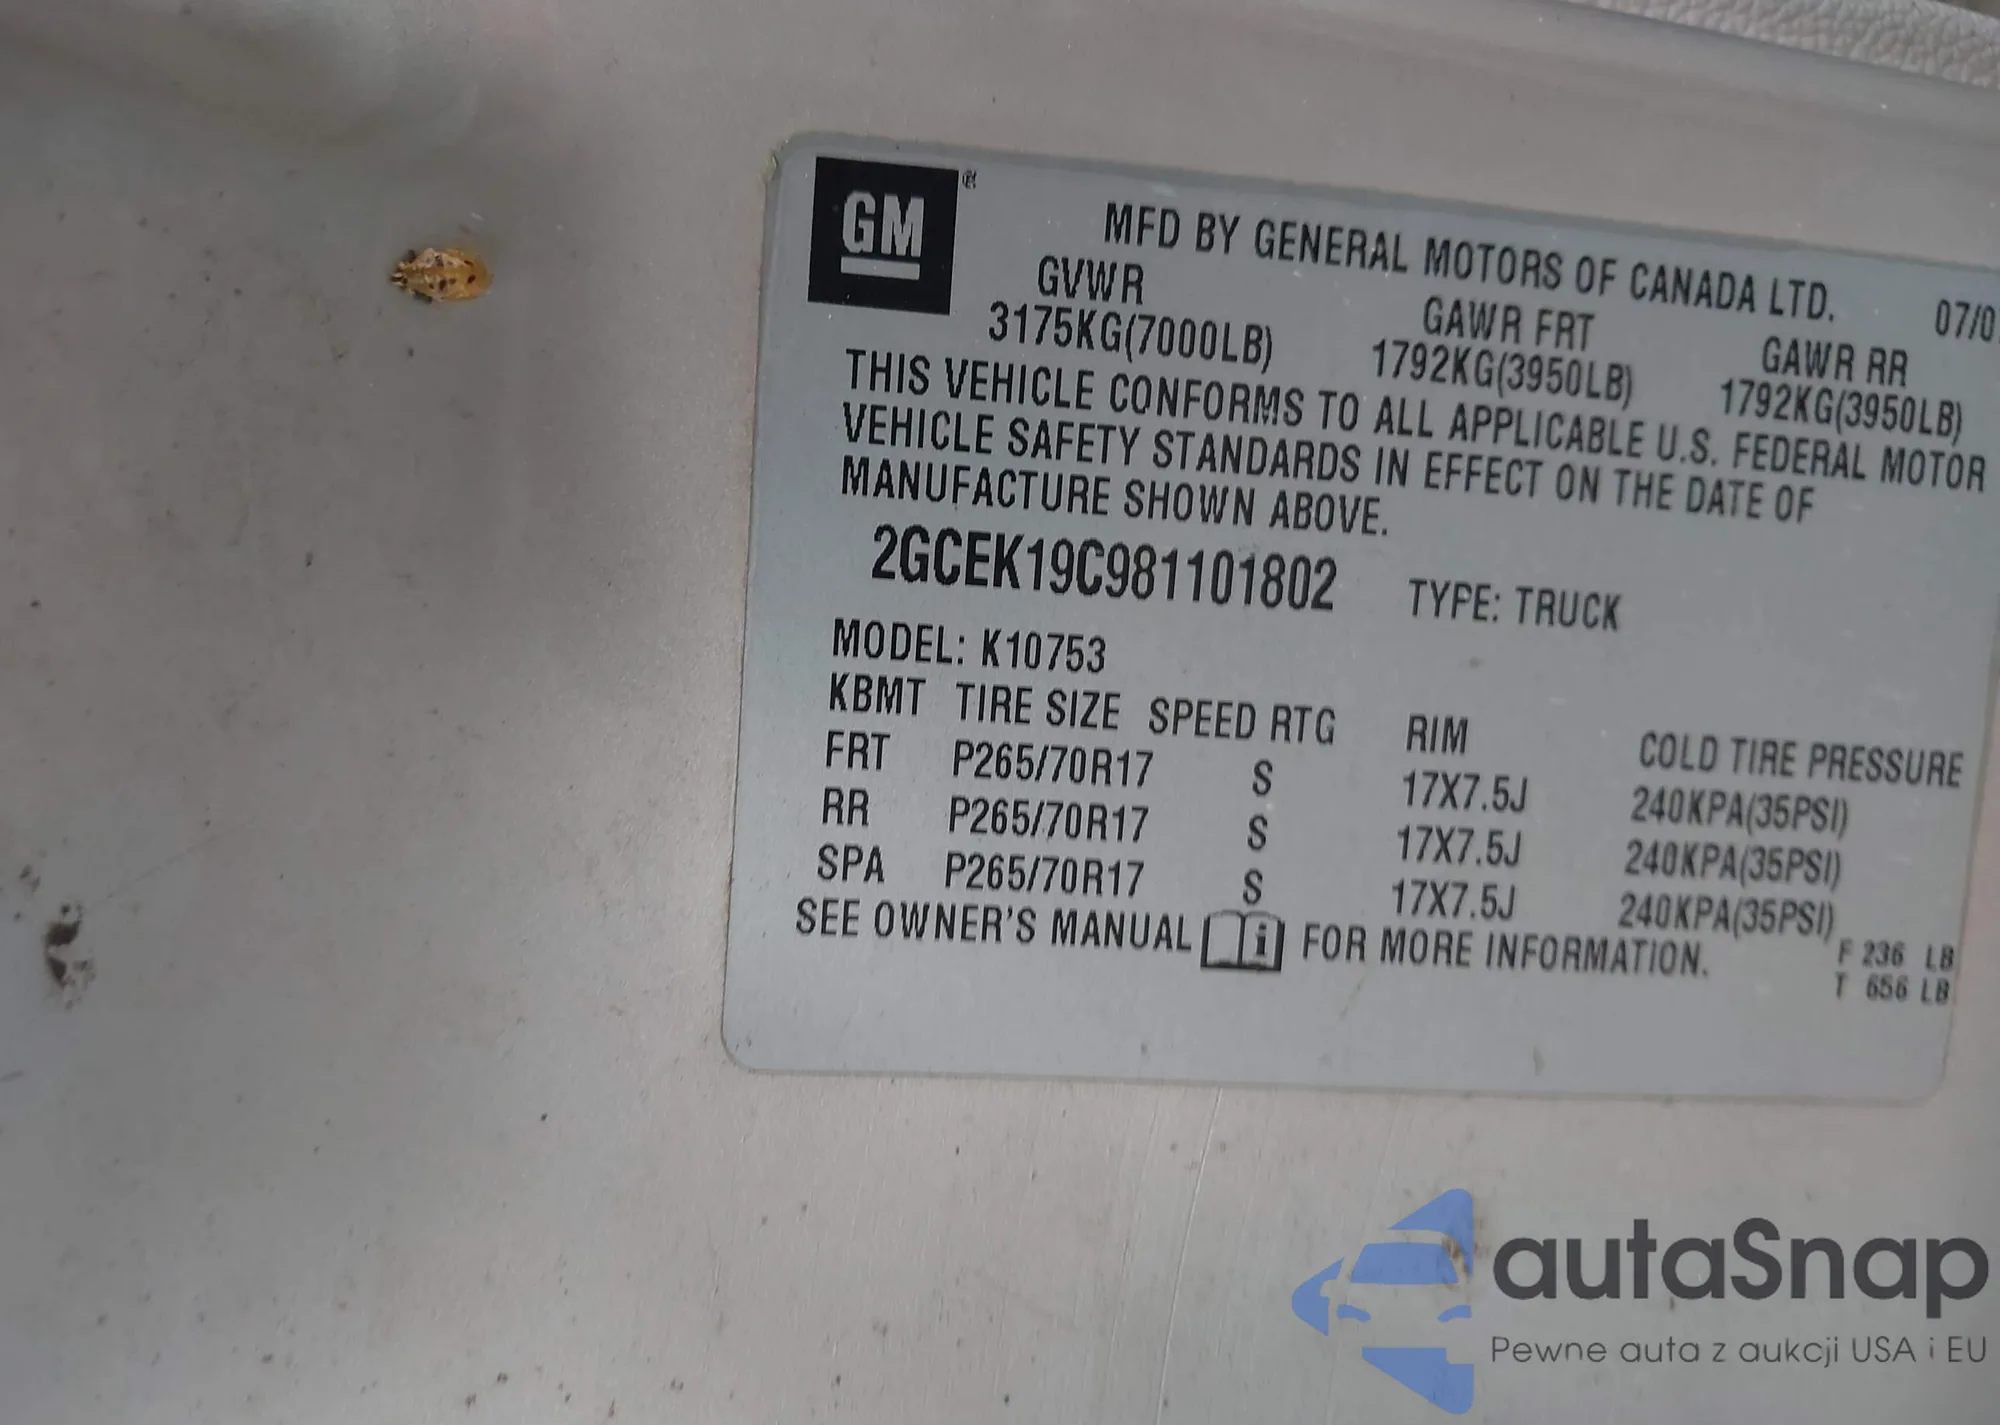 GM ®
MFD BY GENERAL MOTORS OF CANADA LTD. 07/0
GVWR GAWR FRT GAWR RR
3175KG(7000LB) 1792KG(3950LB) 1792KG(3950LB)
THIS VEHICLE CONFORMS TO ALL APPLICABLE U.S. FEDERAL MOTOR
VEHICLE SAFETY STANDARDS IN EFFECT ON THE DATE OF
MANUFACTURE SHOWN ABOVE.
2GCEK19C981101802 TYPE: TRUCK
MODEL: K10753
KBMT TIRE SIZE SPEED RTG RIM COLD TIRE PRESSURE
FRT P265/70R17 S 17X7.5J 240KPA(35PSI)
RR P265/70R17 S 17X7.5J 240KPA(35PSI)
SPA P265/70R17 S 17X7.5J 240KPA(35PSI)
SEE OWNER'S MANUAL i FOR MORE INFORMATION.
F 236 LB
T 656 LB
autaSnap
Pewne auta z aukcji USA i EU